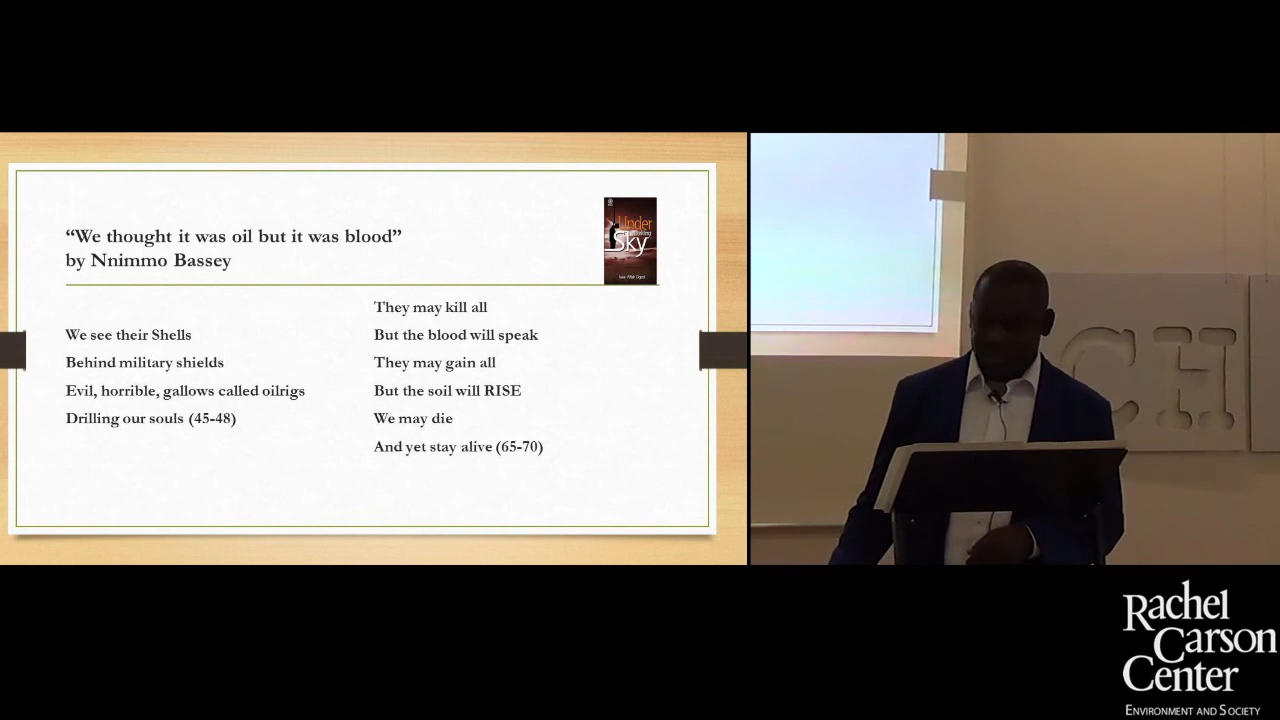 “We thought it was oil but it was blood”
by Nnimmo Bassey
Under
Sky
We see their Shells
Behind military shields
Evil, horrible, gallows called oilrigs
Drilling our souls (45-48)
They may kill all
But the blood will speak
They may gain all
But the soil will RISE
We may die
And yet stay alive (65-70)
CH
Rachel
Carson
Center
ENVIRONMENT AND SOCIETY